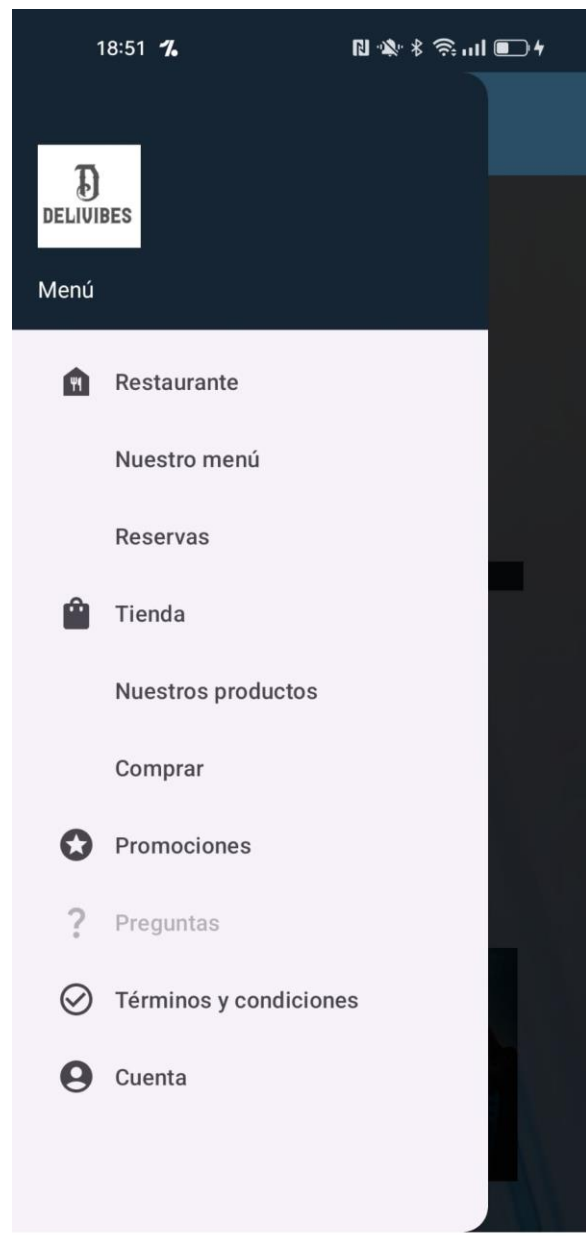 18:51
DELIVIBES
Menú
Restaurante
Nuestro menú
Reservas
Tienda
Nuestros productos
Comprar
Promociones
? Preguntas
Términos y condiciones
Cuenta